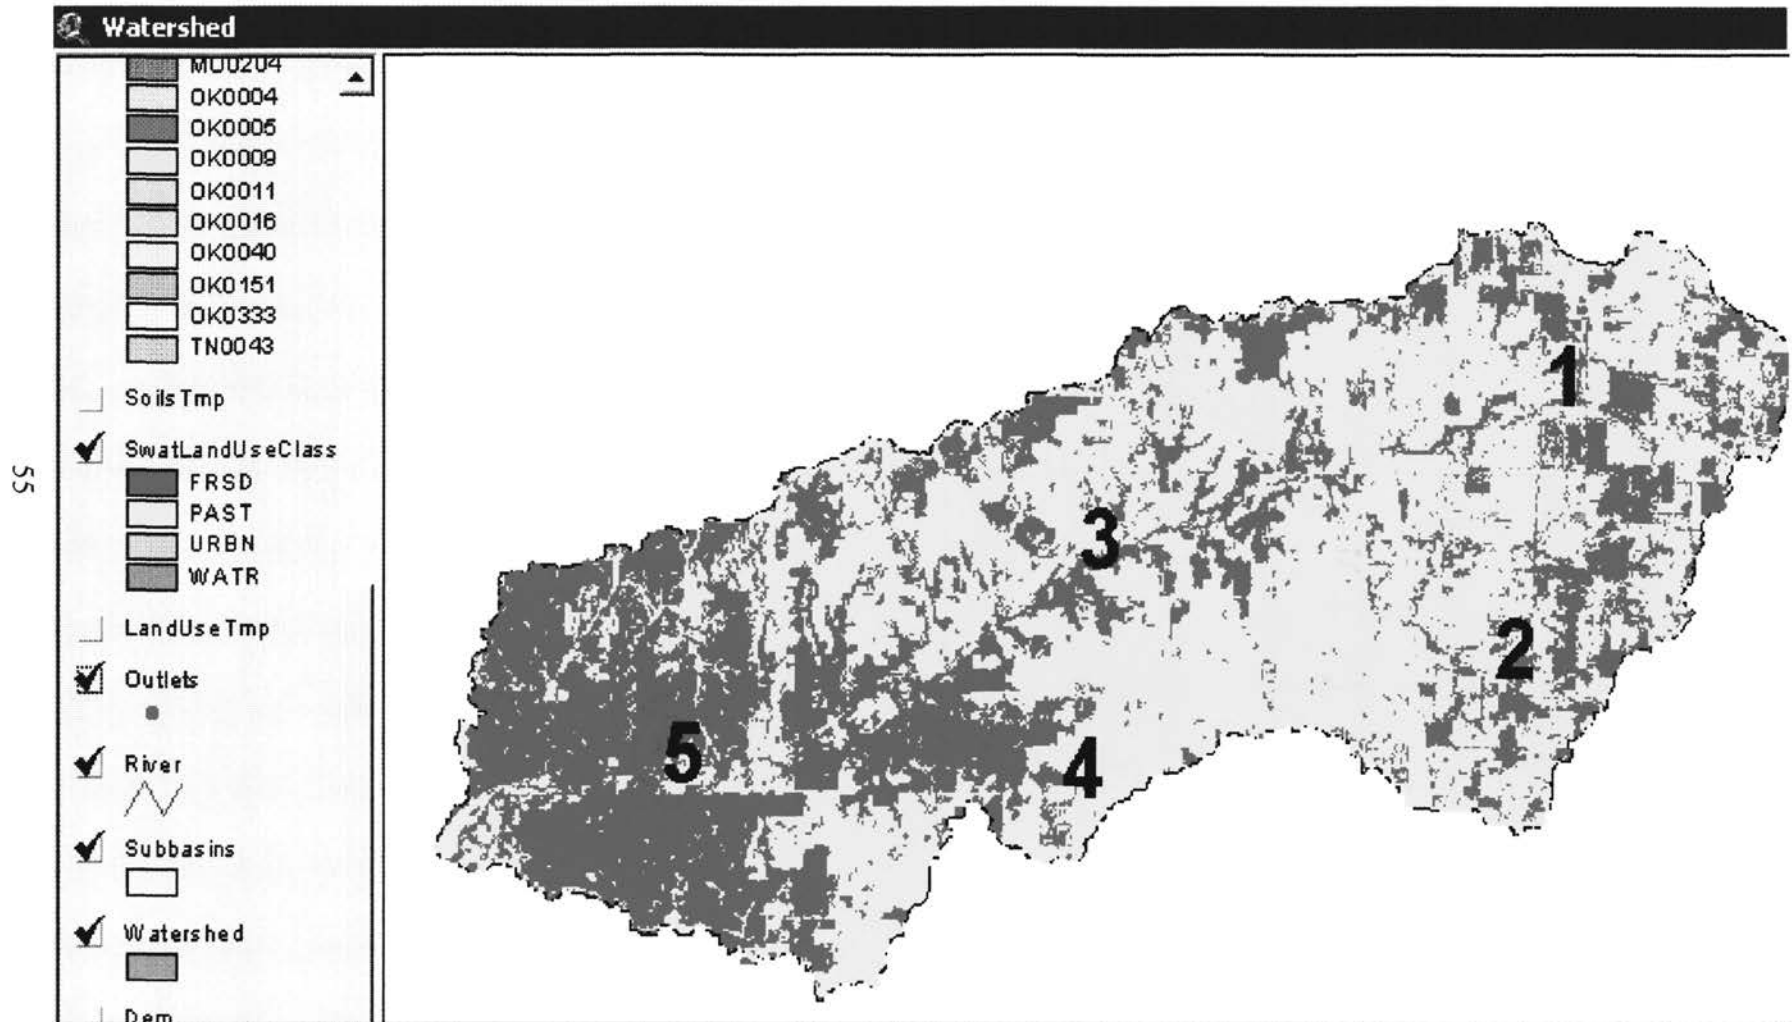 Watershed
MO0204
OK0004
OK0005
OK0009
OK0011
OK0016
OK0040
OK0151
OK0333
TN0043
SoilsTmp
SwatLandUseClass
FRSD
PAST
URBN
WATR
LandUseTmp
Outlets
River
Subbasins
Watershed
Dem
1
3
2
5
4
55